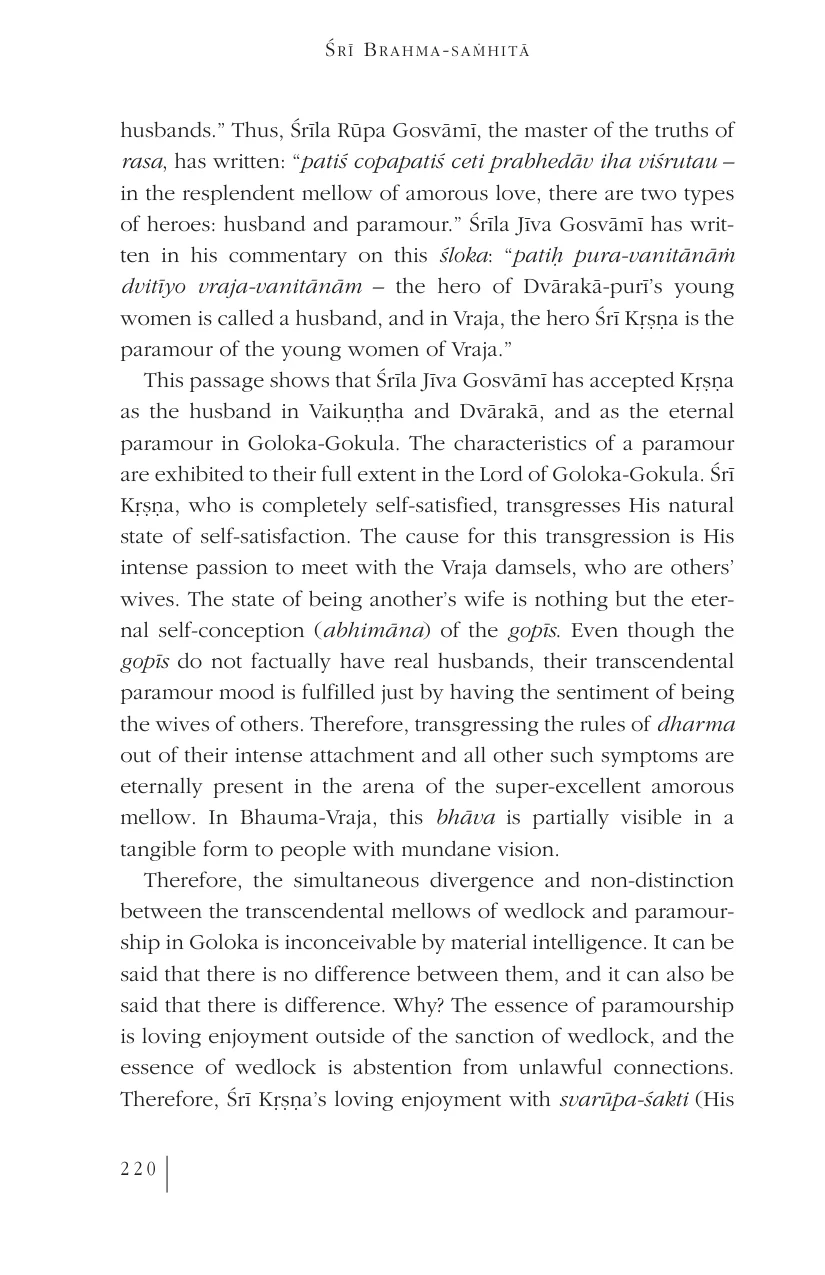 Śrī Brahma-saṁhitā
husbands.” Thus, Śrīla Rūpa Gosvāmī, the master of the truths of
rasa, has written: “patiś copapatiś ceti prabhedāv iha viśrutau –
in the resplendent mellow of amorous love, there are two types
of heroes: husband and paramour.” Śrīla Jīva Gosvāmī has writ-
ten in his commentary on this śloka: “patiḥ pura-vanitānāṁ
dvitīyo vraja-vanitānām – the hero of Dvārakā-purī’s young
women is called a husband, and in Vraja, the hero Śrī Kṛṣṇa is the
paramour of the young women of Vraja.”
This passage shows that Śrīla Jīva Gosvāmī has accepted Kṛṣṇa
as the husband in Vaikuṇṭha and Dvārakā, and as the eternal
paramour in Goloka-Gokula. The characteristics of a paramour
are exhibited to their full extent in the Lord of Goloka-Gokula. Śrī
Kṛṣṇa, who is completely self-satisfied, transgresses His natural
state of self-satisfaction. The cause for this transgression is His
intense passion to meet with the Vraja damsels, who are others’
wives. The state of being another’s wife is nothing but the eter-
nal self-conception (abhimāna) of the gopīs. Even though the
gopīs do not factually have real husbands, their transcendental
paramour mood is fulfilled just by having the sentiment of being
the wives of others. Therefore, transgressing the rules of dharma
out of their intense attachment and all other such symptoms are
eternally present in the arena of the super-excellent amorous
mellow. In Bhauma-Vraja, this bhāva is partially visible in a
tangible form to people with mundane vision.
Therefore, the simultaneous divergence and non-distinction
between the transcendental mellows of wedlock and paramour-
ship in Goloka is inconceivable by material intelligence. It can be
said that there is no difference between them, and it can also be
said that there is difference. Why? The essence of paramourship
is loving enjoyment outside of the sanction of wedlock, and the
essence of wedlock is abstention from unlawful connections.
Therefore, Śrī Kṛṣṇa’s loving enjoyment with svarūpa-śakti (His
220